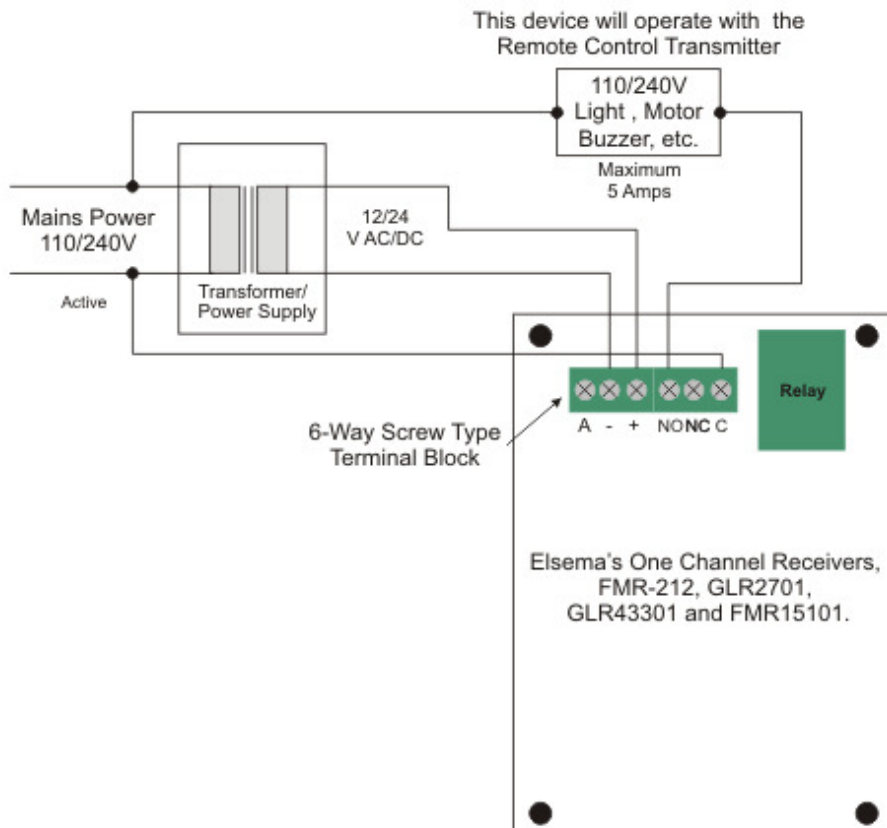 This device will operate with the
Remote Control Transmitter
110/240V
Light , Motor
Buzzer, etc.
Maximum
5 Amps
Mains Power
110/240V
Active
12/24
V AC/DC
Transformer/
Power Supply
Relay
6-Way Screw Type
Terminal Block
A - + NO NC C
Elsema's One Channel Receivers,
FMR-212, GLR2701,
GLR43301 and FMR15101.